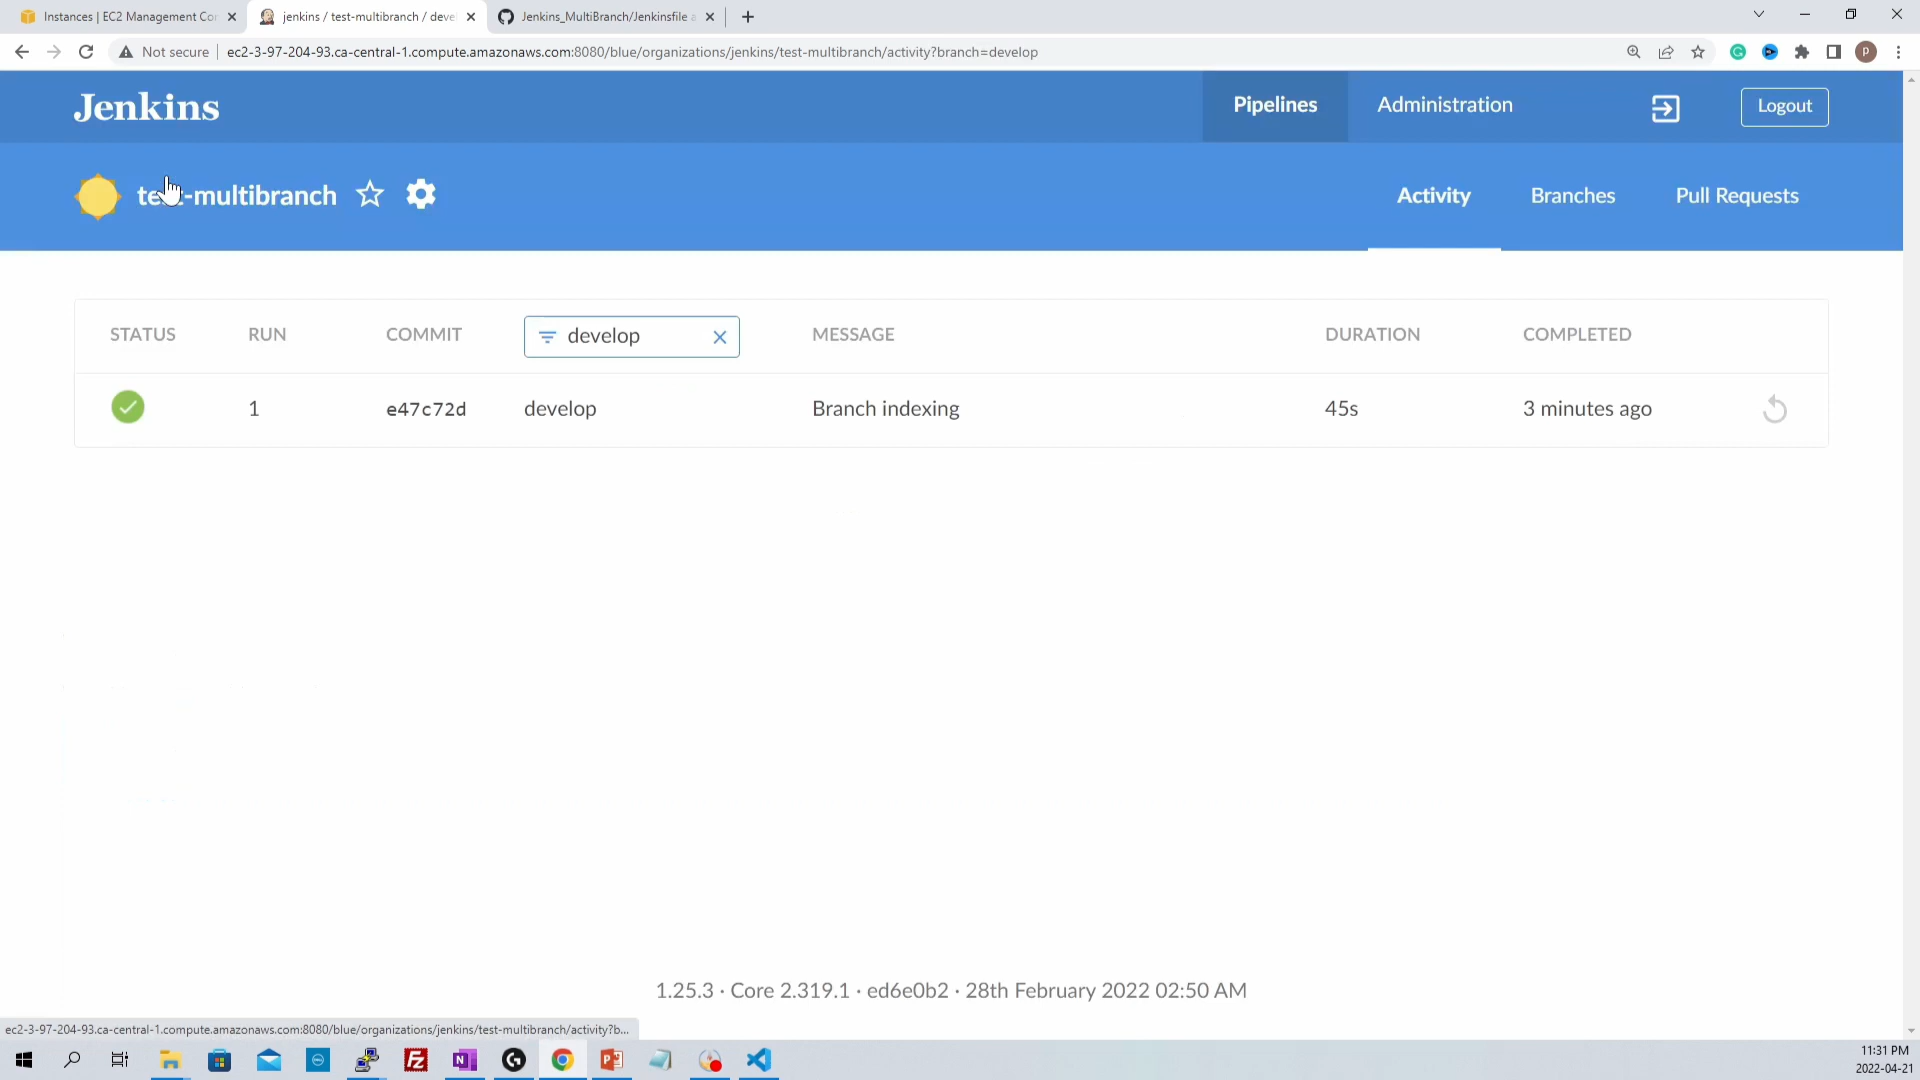 Instances | EC2 Management Con
jenkins / test-multibranch / deve
Jenkins_MultiBranch/Jenkinsfile a
Not secure
ec2-3-97-204-93.ca-central-1.compute.amazonaws.com:8080/blue/organizations/jenkins/test-multibranch/activity?branch=develop
P
Jenkins
Pipelines
Administration
Logout
test-multibranch
Activity
Branches
Pull Requests
STATUS RUN COMMIT develop MESSAGE DURATION COMPLETED
1 e47c72d develop Branch indexing 45s 3 minutes ago
1.25.3 · Core 2.319.1 · ed6e0b2 · 28th February 2022 02:50 AM
ec2-3-97-204-93.ca-central-1.compute.amazonaws.com:8080/blue/organizations/jenkins/test-multibranch/activity?b...
11:31 PM
2022-04-21